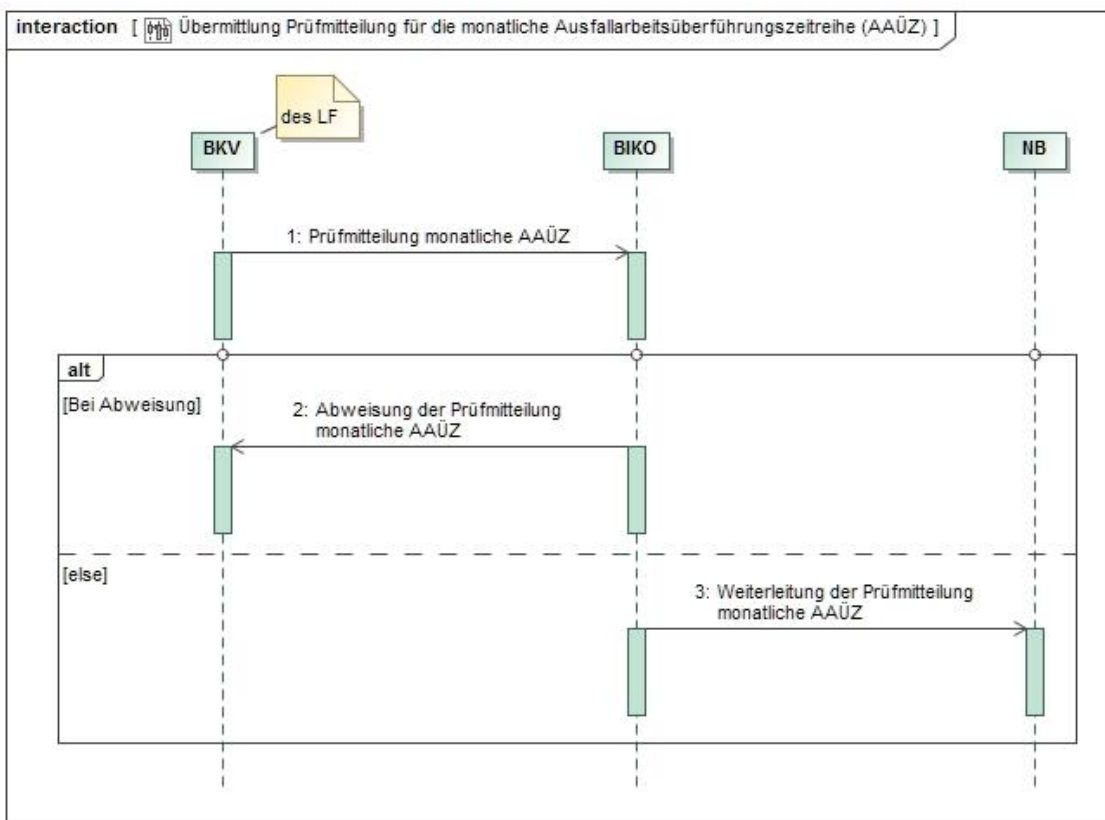 interaction [ Übermittlung Prüfmitteilung für die monatliche Ausfallarbeitsüberführungszeitreihe (AAÜZ) ]
des LF
BKV
BIKO
NB
1: Prüfmitteilung monatliche AAÜZ
alt
[Bei Abweisung]
2: Abweisung der Prüfmitteilung
monatliche AAÜZ
[else]
3: Weiterleitung der Prüfmitteilung
monatliche AAÜZ